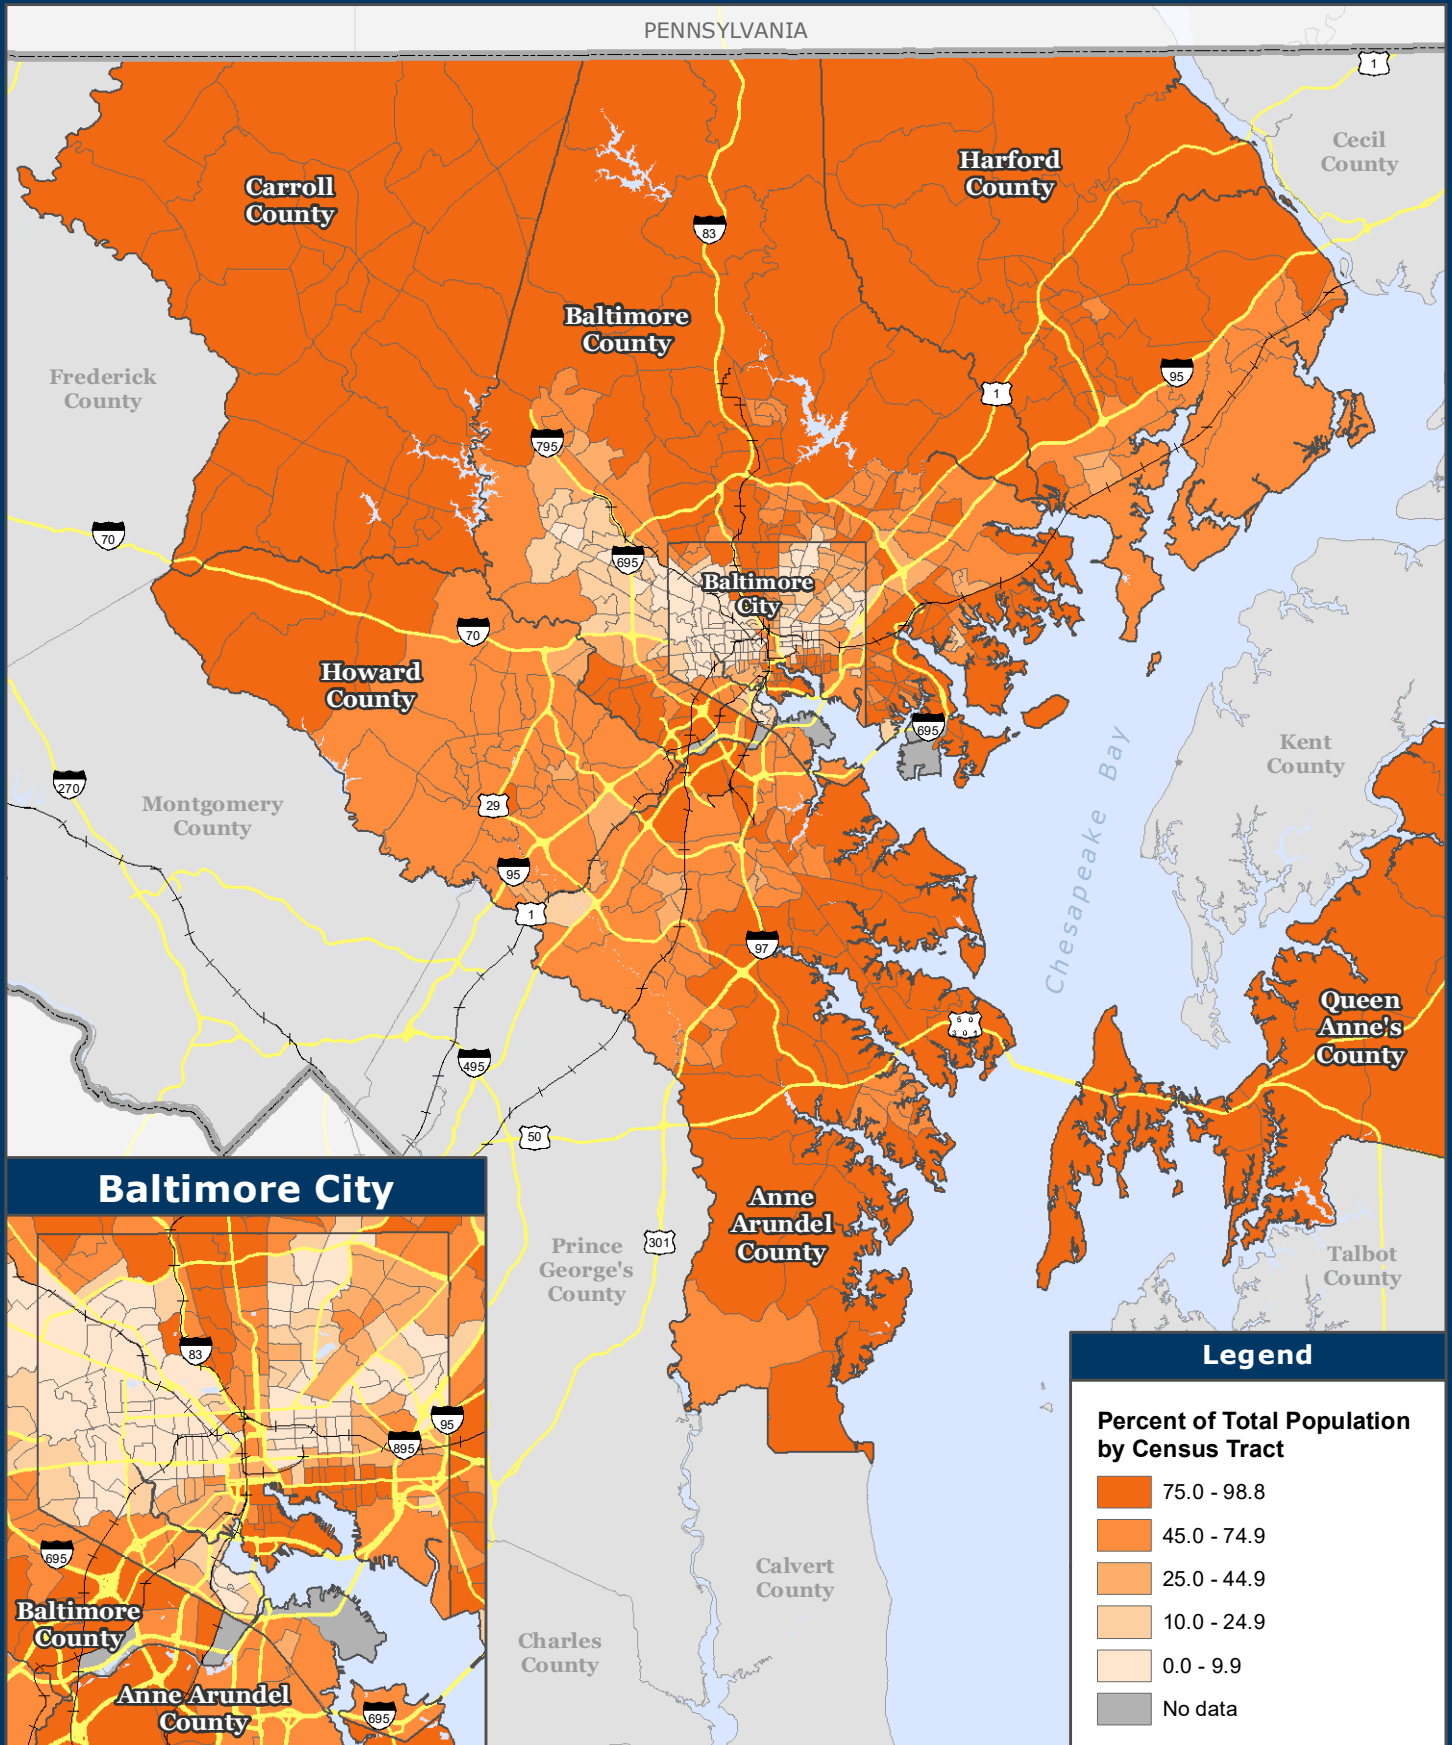 PENNSYLVANIA
1
Cecil
County
Harford
County
Carroll
County
83
Baltimore
County
Frederick
County
95
1
795
70
695
Baltimore
City
70
Howard
County
695
Kent
County
270
Montgomery
County
29
Chesapeake Bay
95
1
97
Queen
Anne's
County
60
301
495
50
Anne
Arundel
County
301
Prince
George's
County
Talbot
County
Calvert
County
Charles
County
Baltimore City
83
95
895
695
Baltimore
County
Anne Arundel
County
695
Legend
Percent of Total Population
by Census Tract
75.0 - 98.8
45.0 - 74.9
25.0 - 44.9
10.0 - 24.9
0.0 - 9.9
No data